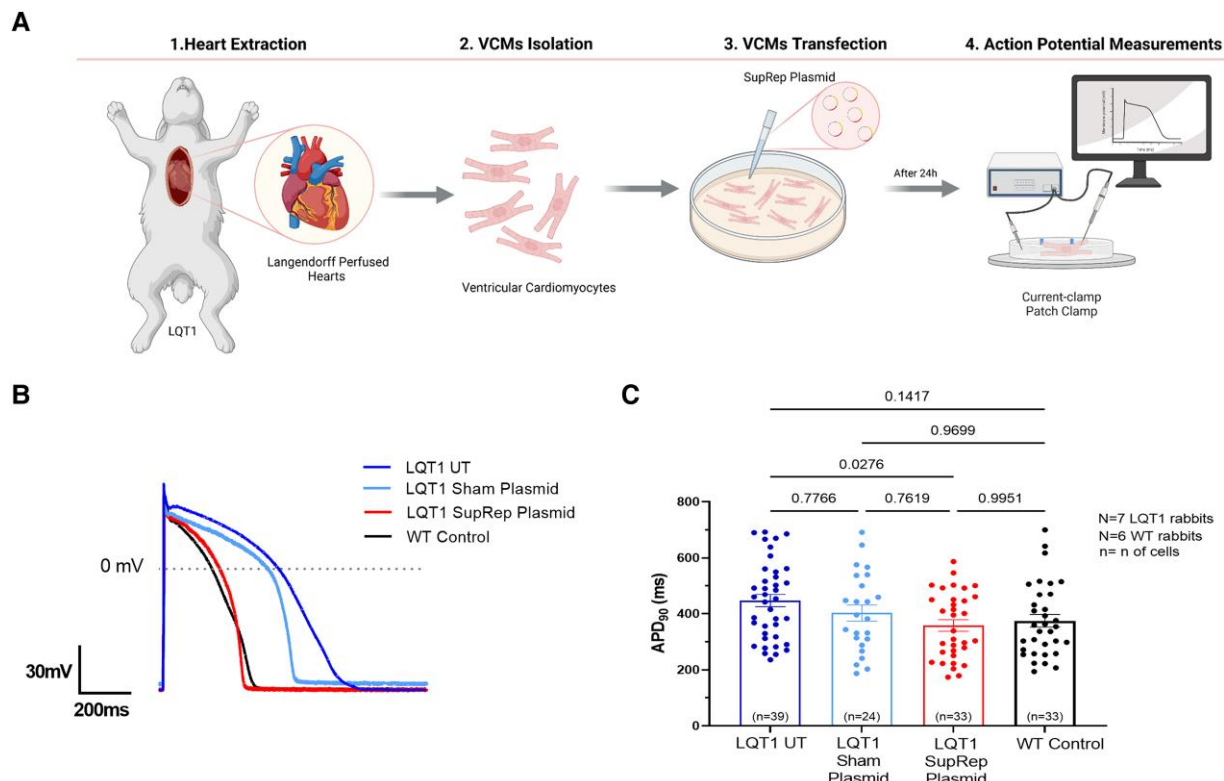 A
1.Heart Extraction
2. VCMs Isolation
3. VCMs Transfection
4. Action Potential Measurements
SupRep Plasmid
After 24h
Langendorff Perfused
Hearts
Ventricular Cardiomyocytes
Current-clamp
Patch Clamp
LQT1
B
LQT1 UT
LQT1 Sham Plasmid
LQT1 SupRep Plasmid
WT Control
0 mV
30mV
200ms
C
0.1417
0.9699
0.0276
0.7766
0.7619
0.9951
N=7 LQT1 rabbits
N=6 WT rabbits
n= n of cells
APD90 (ms)
800
600
400
200
0
(n=39)
(n=24)
(n=33)
(n=33)
LQT1 UT
LQT1
Sham
Plasmid
LQT1
SupRep
Plasmid
WT Control